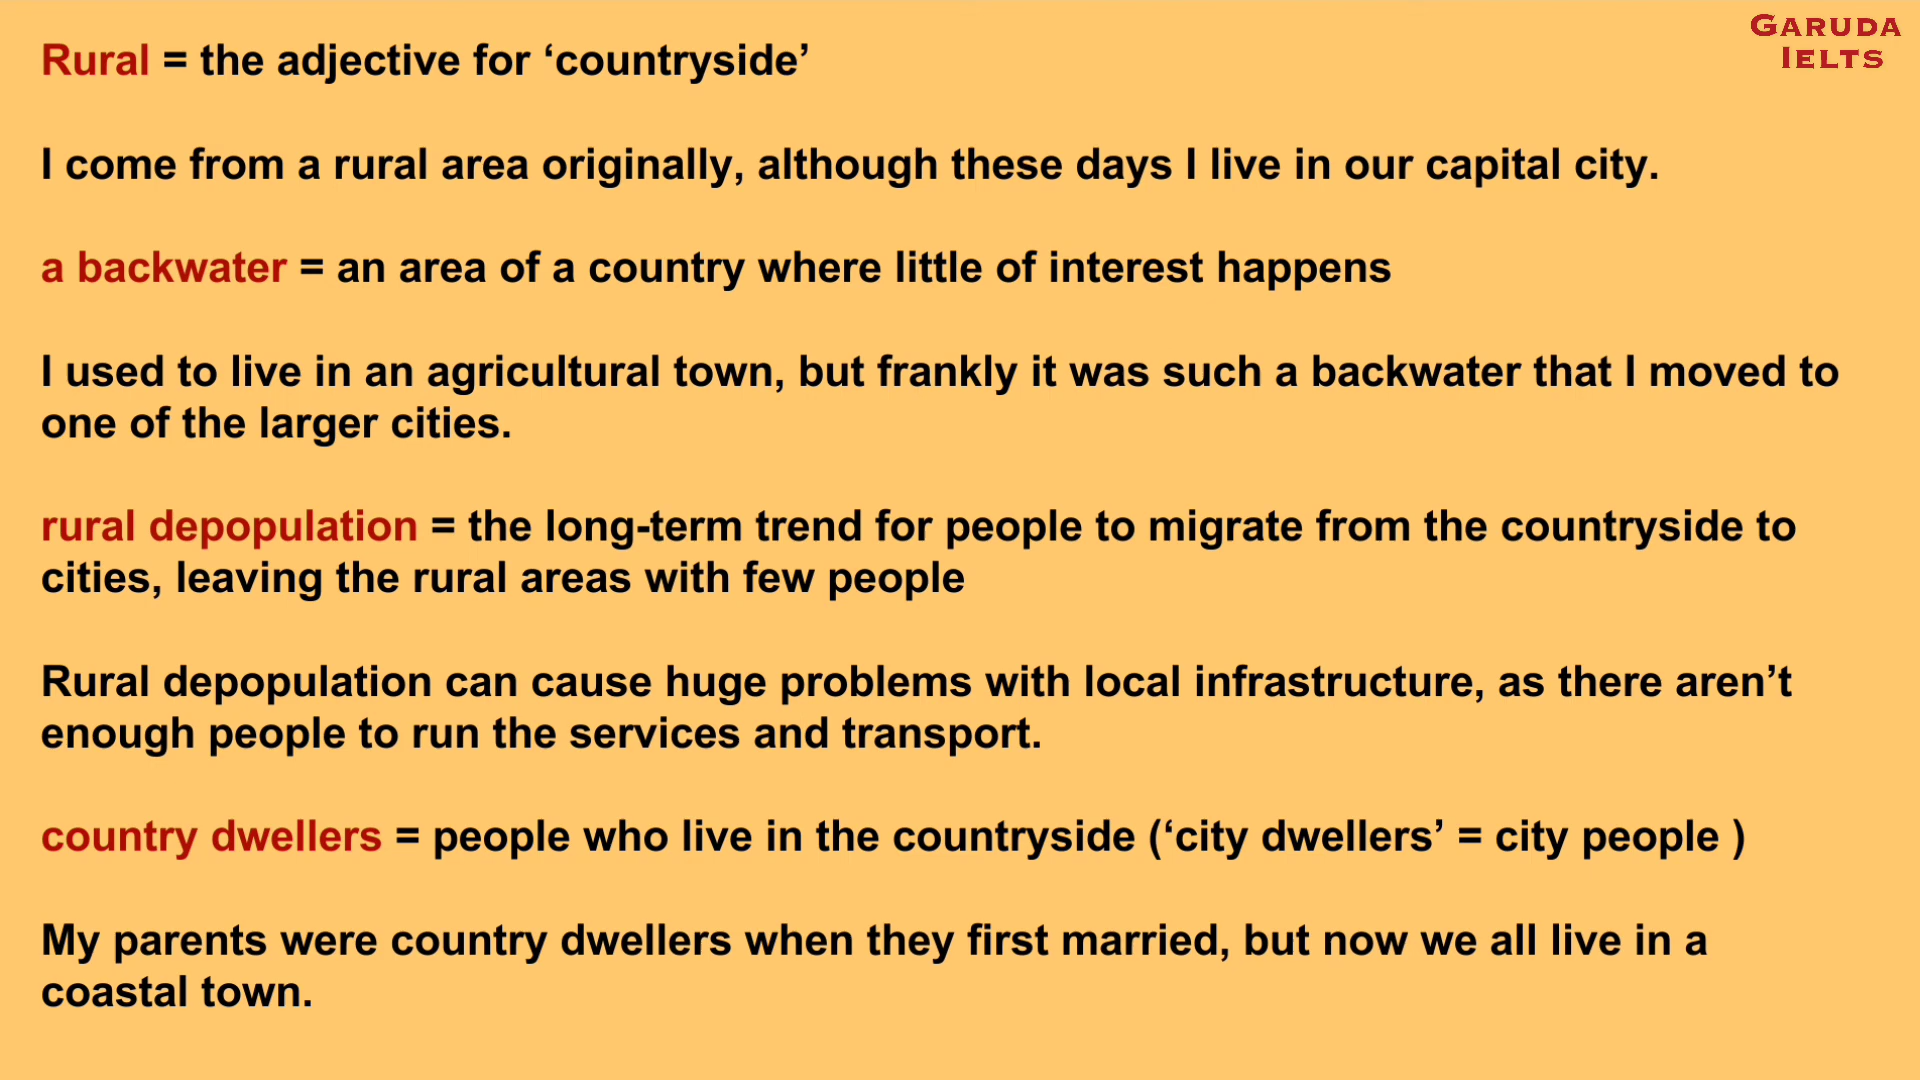 GARUDA
IELTS
Rural = the adjective for ‘countryside’
I come from a rural area originally, although these days I live in our capital city.
a backwater = an area of a country where little of interest happens
I used to live in an agricultural town, but frankly it was such a backwater that I moved to
one of the larger cities.
rural depopulation = the long-term trend for people to migrate from the countryside to
cities, leaving the rural areas with few people
Rural depopulation can cause huge problems with local infrastructure, as there aren’t
enough people to run the services and transport.
country dwellers = people who live in the countryside (‘city dwellers’ = city people )
My parents were country dwellers when they first married, but now we all live in a
coastal town.